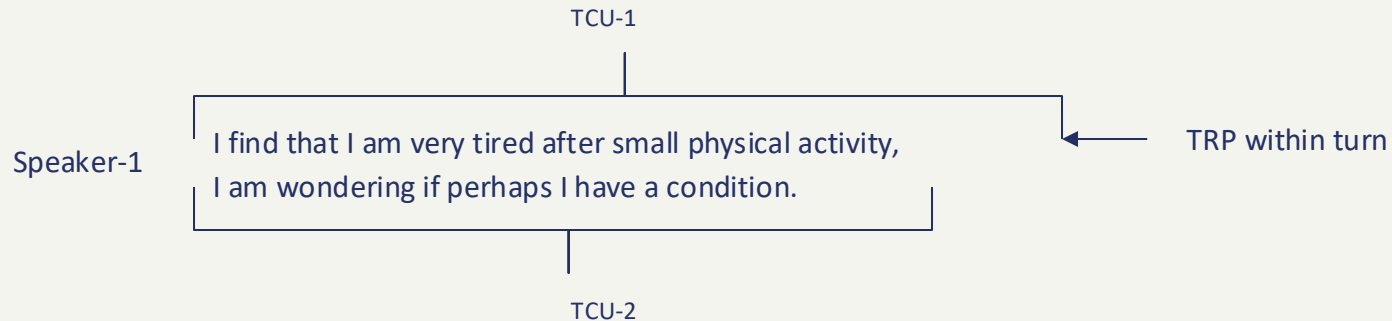 TCU-1
I find that I am very tired after small physical activity,
TRP within turn
Speaker-1
I am wondering if perhaps I have a condition.
TCU-2